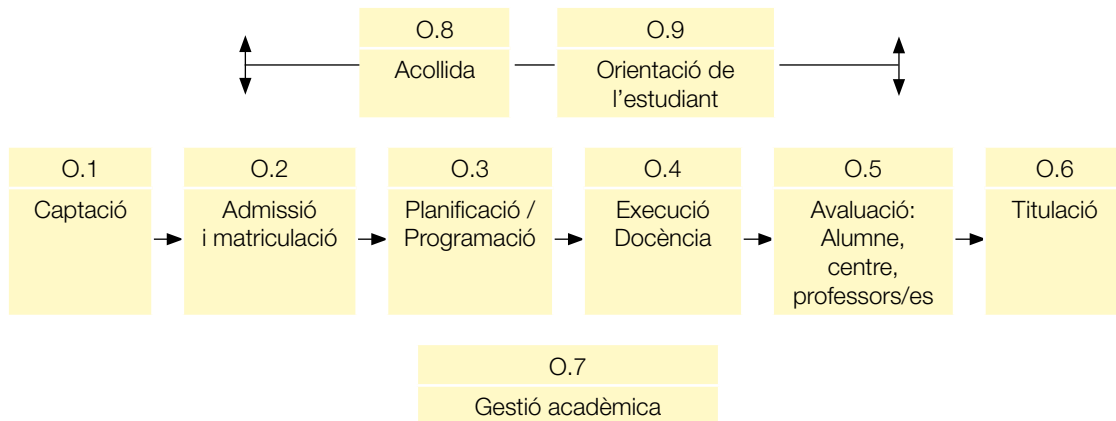 O.8
Acollida
O.9
Orientació de
l'estudiant
O.1
Captació
O.2
Admissió
i matriculació
O.3
Planificació /
Programació
O.4
Execució
Docència
O.5
Avaluació:
Alumne,
centre,
professors/es
O.6
Titulació
O.7
Gestió acadèmica